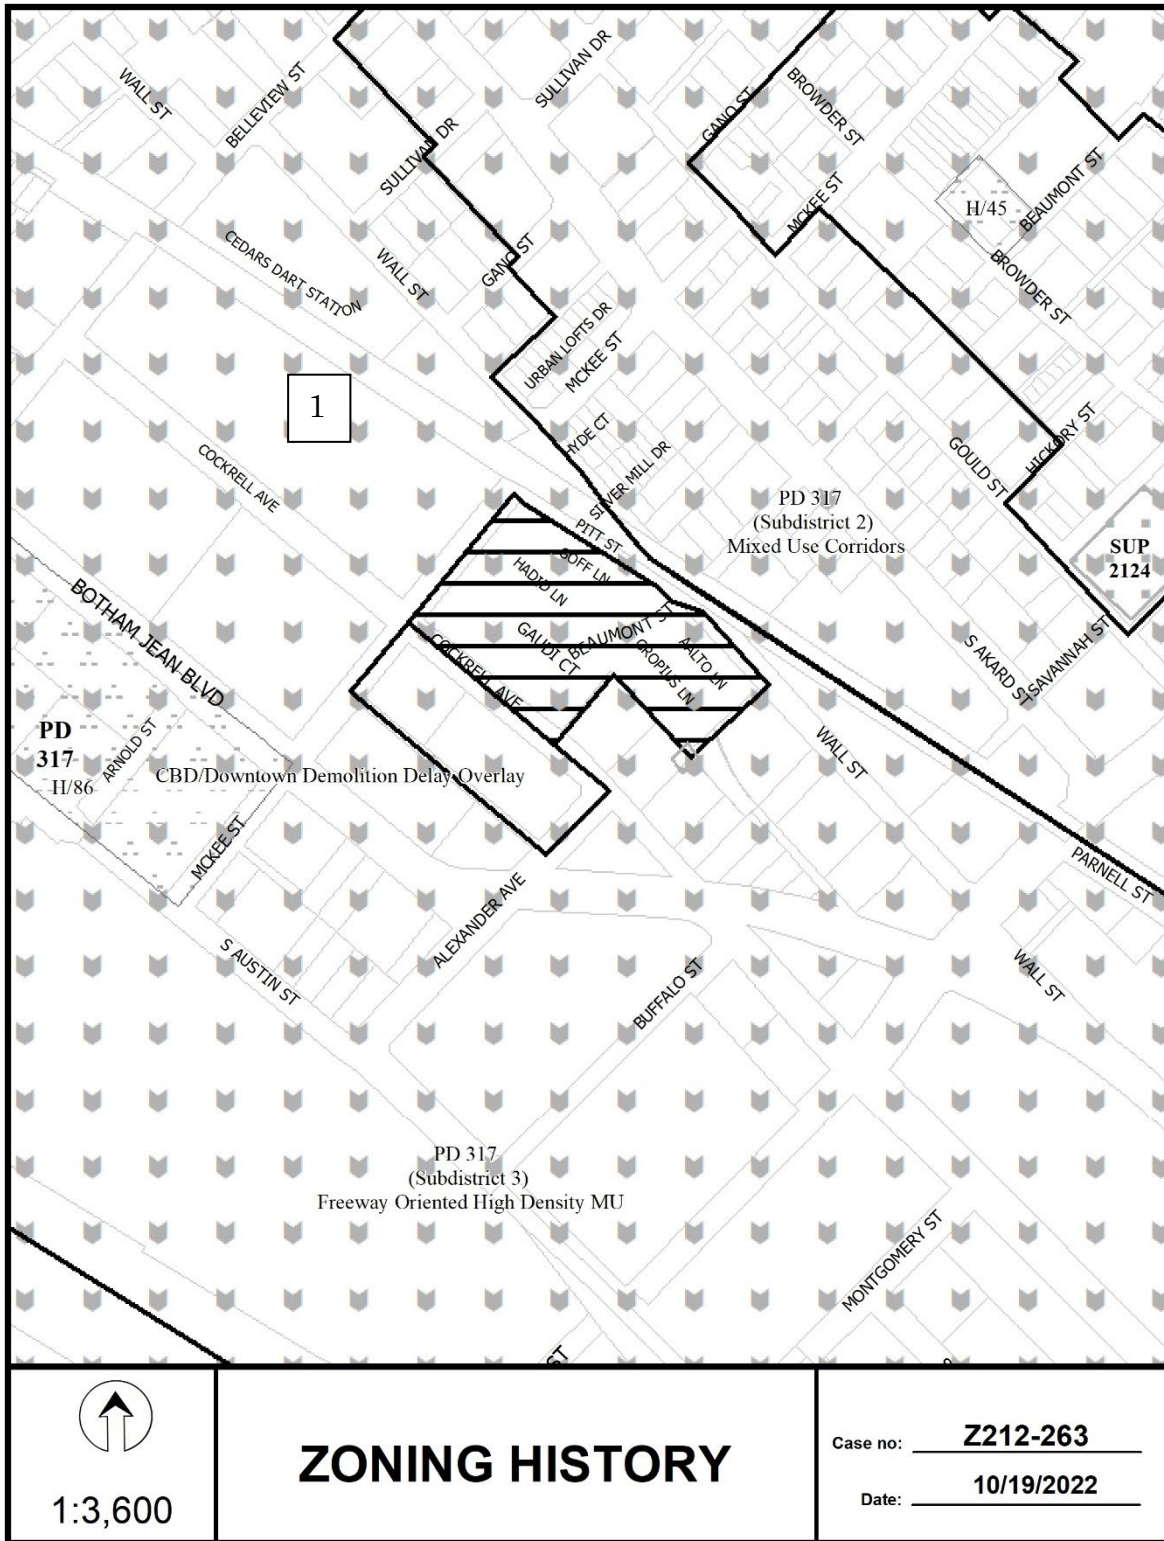 SULLIVAN DR
WALL ST
BELLEVIEW ST
BROWDER ST
GANO ST
SULLIVAN DR
BEAUMONT ST
MCKEE ST
H/45
CEDARS DART STATION
WALL ST
GANO ST
BROWDER ST
URBAN LOFTS DR
MCKEE ST
1
HYDE CT
HICKORY ST
GOULD ST
COCKRELL AVE
SILVER MILL DR
PD 317
(Subdistrict 2)
Mixed Use Corridors
PITT ST
SUP
2124
GOFF LN
HADID LN
BOTHAM JEAN BLVD
GAUDI CT
BEAUMONT ST
COCKRELL AVE
GROPIUS LN
AALTO LN
S AKARD ST
SAVANNAH ST
PD
317
H/86
ARNOLD ST
CBD/Downtown Demolition Delay Overlay
WALL ST
MCKEE ST
PARNELL ST
ALEXANDER AVE
S AUSTIN ST
WALL ST
BUFFALO ST
PD 317
(Subdistrict 3)
Freeway Oriented High Density MU
MONTGOMERY ST
ST
1:3,600
ZONING HISTORY
Case no: Z212-263
Date: 10/19/2022